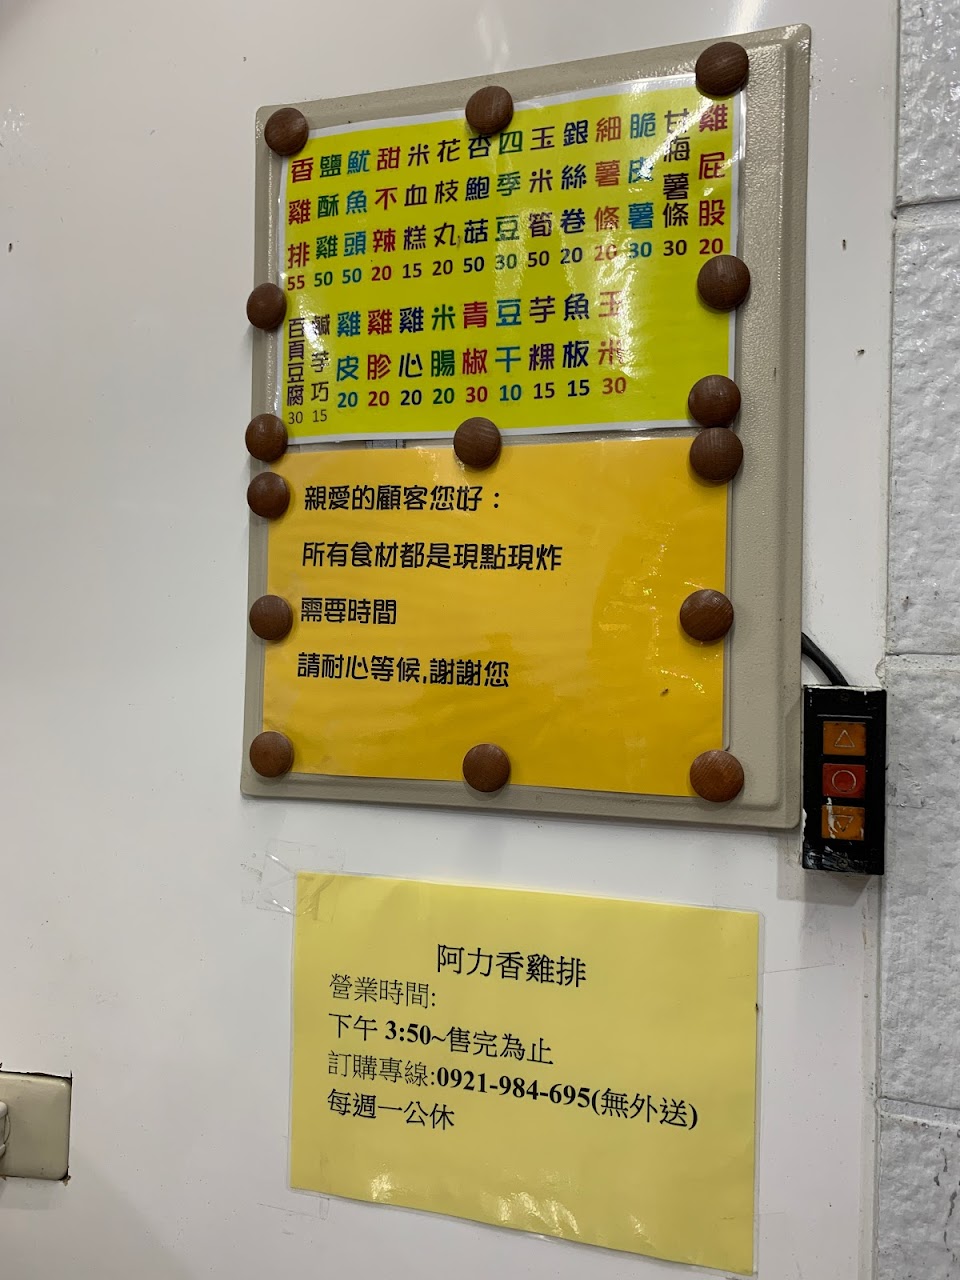 香雞排 55
鹽酥雞 50
魷魚頭 50
甜不辣 20
米血糕 15
花枝丸 20
杏鮑菇 50
四季豆 30
玉米筍 50
銀絲卷 20
細薯條 20
脆皮薯 30
甘梅薯條 30
雞屁股 20
百頁豆腐 30
鹹芋巧 15
雞皮 20
雞胗 20
雞心 20
米腸 20
青椒 30
豆干 10
芋粿 15
魚板 15
玉米 30
親愛的顧客您好：
所有食材都是現點現炸
需要時間
請耐心等候,謝謝您
阿力香雞排
營業時間:
下午 3:50~售完為止
訂購專線:0921-984-695(無外送)
每週一公休